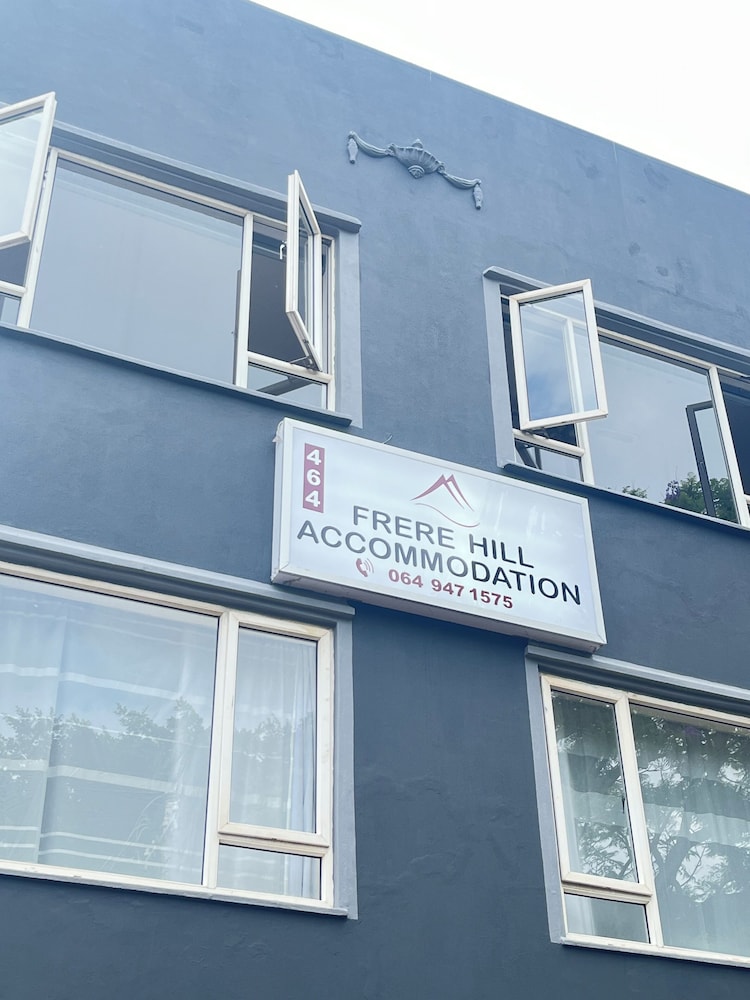 464
FRERE HILL
ACCOMMODATION
064 947 1575